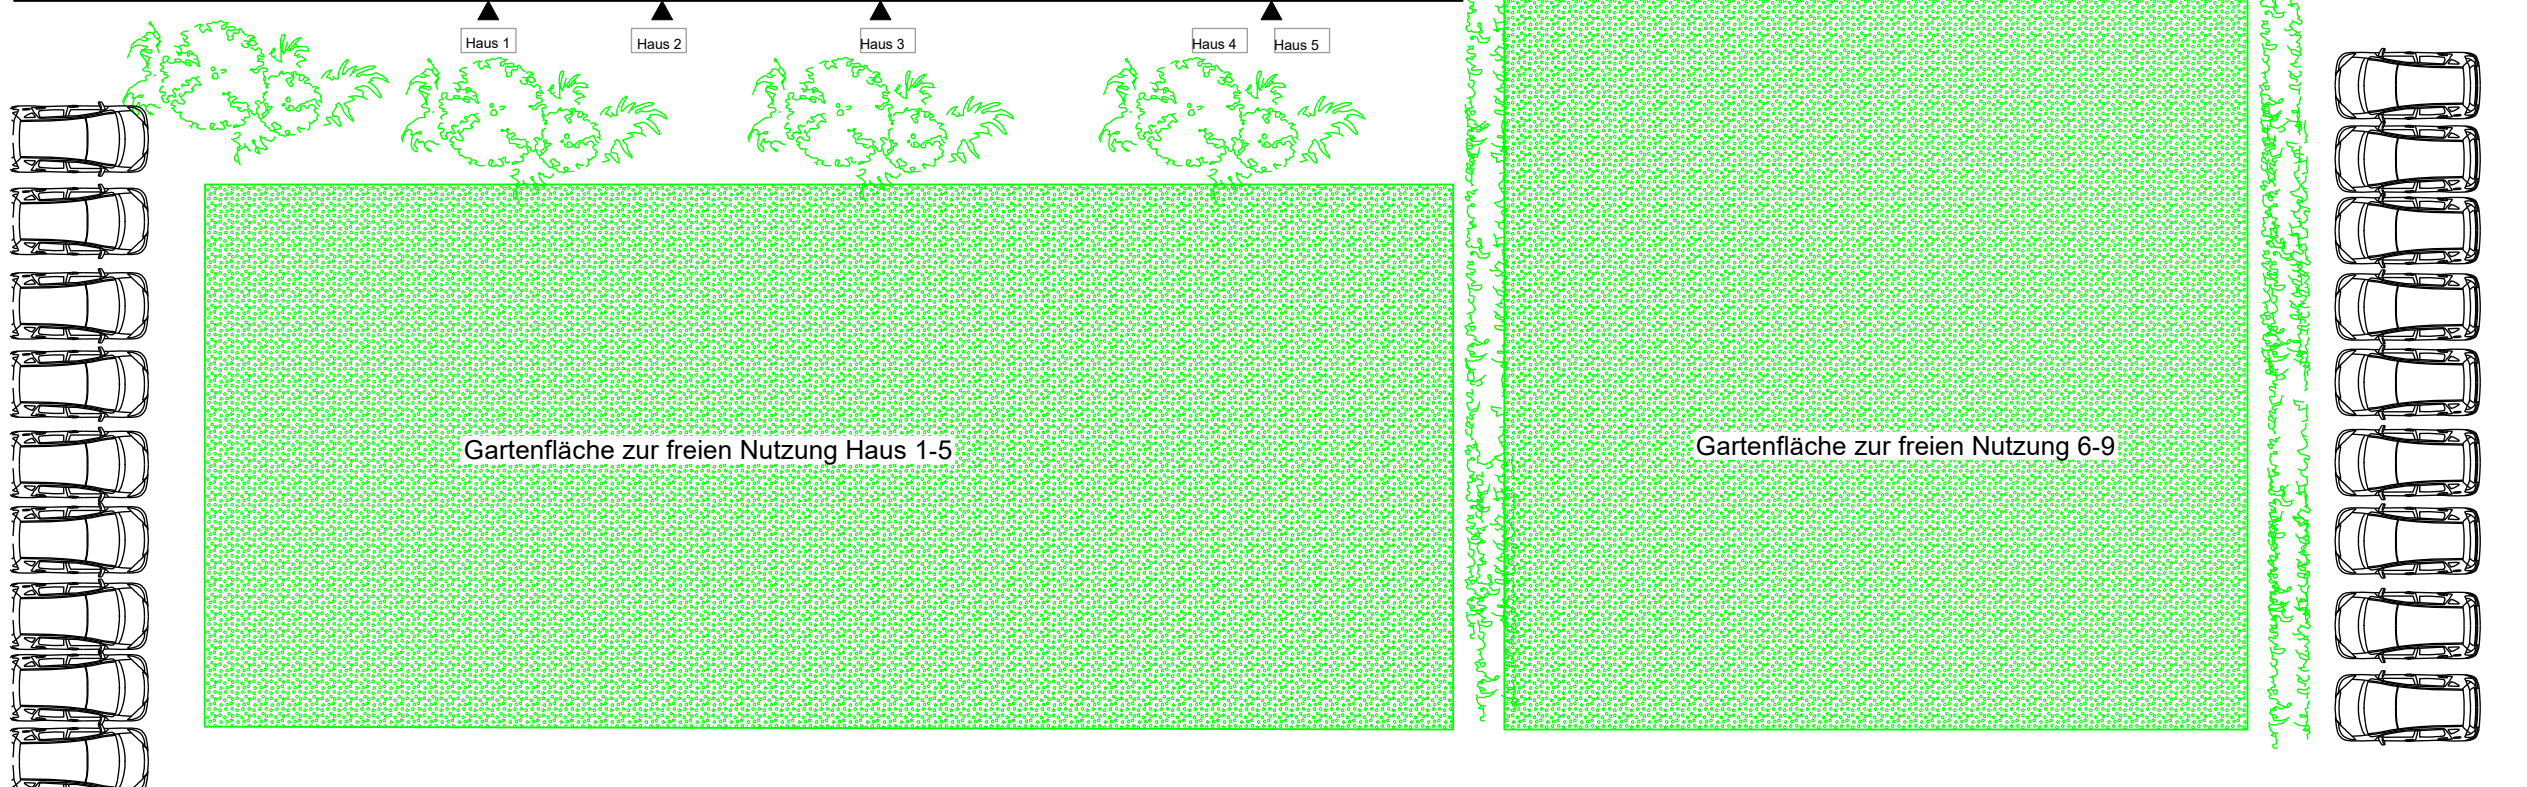 Haus 1
Haus 2
Haus 3
Haus 4
Haus 5
Gartenfläche zur freien Nutzung Haus 1-5
Gartenfläche zur freien Nutzung 6-9